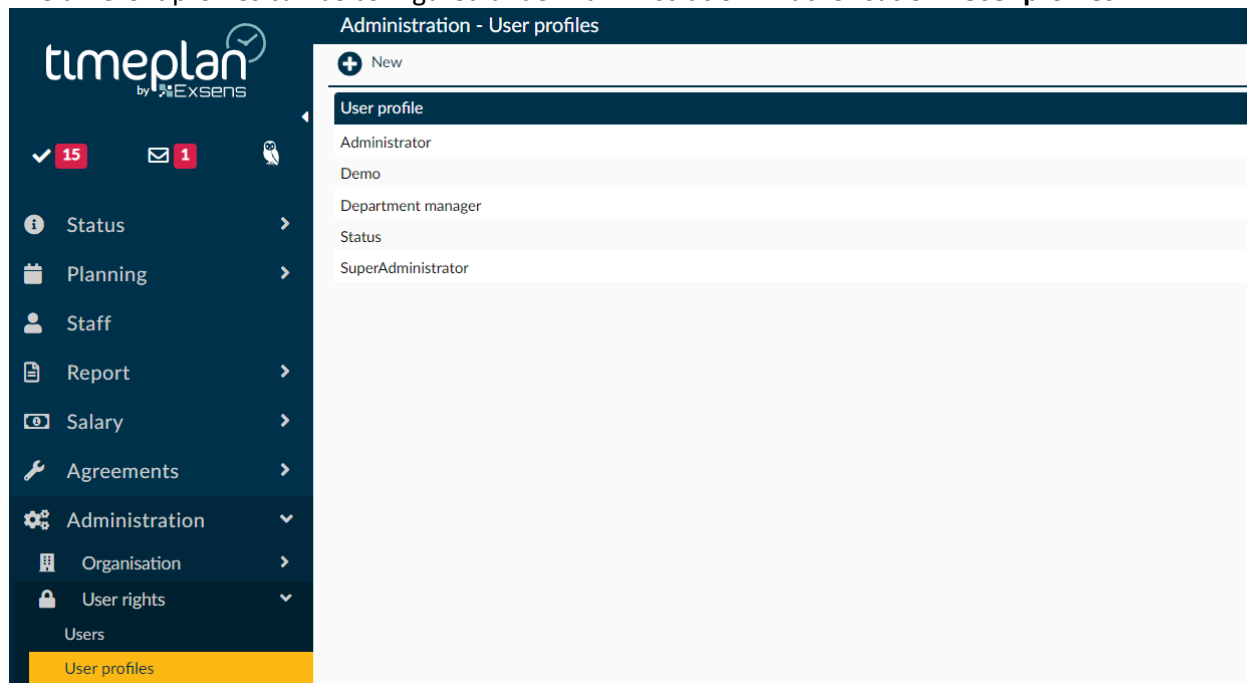 Administration - User profiles
timeplan
by Exsens
New
User profile
15
1
Administrator
Demo
Department manager
Status
SuperAdministrator
Status
Planning
Staff
Report
Salary
Agreements
Administration
Organisation
User rights
Users
User profiles